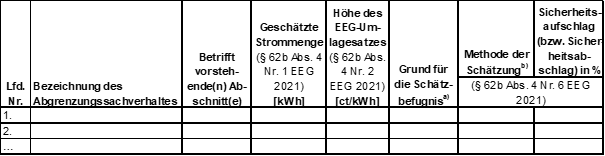 Lfd.
Nr.
Bezeichnung des
Abgrenzungssachverhaltes
Betrifft
vorsteh-
ende(n) Ab-
schnitt(e)
Geschätzte
Strommenge
(§ 62b Abs. 4
Nr. 1 EEG
2021)
[kWh]
Höhe des
EEG-Um-
lagesatzes
(§ 62b Abs.
4 Nr. 2
EEG 2021)
[ct/kWh]
Grund für
die Schätz-
befugnis a)
Methode der
Schätzung b)
Sicherheits-
aufschlag
(bzw. Sicher
heitsab-
schlag) in %
(§ 62b Abs. 4 Nr. 6 EEG
2021)
1.
2.
...